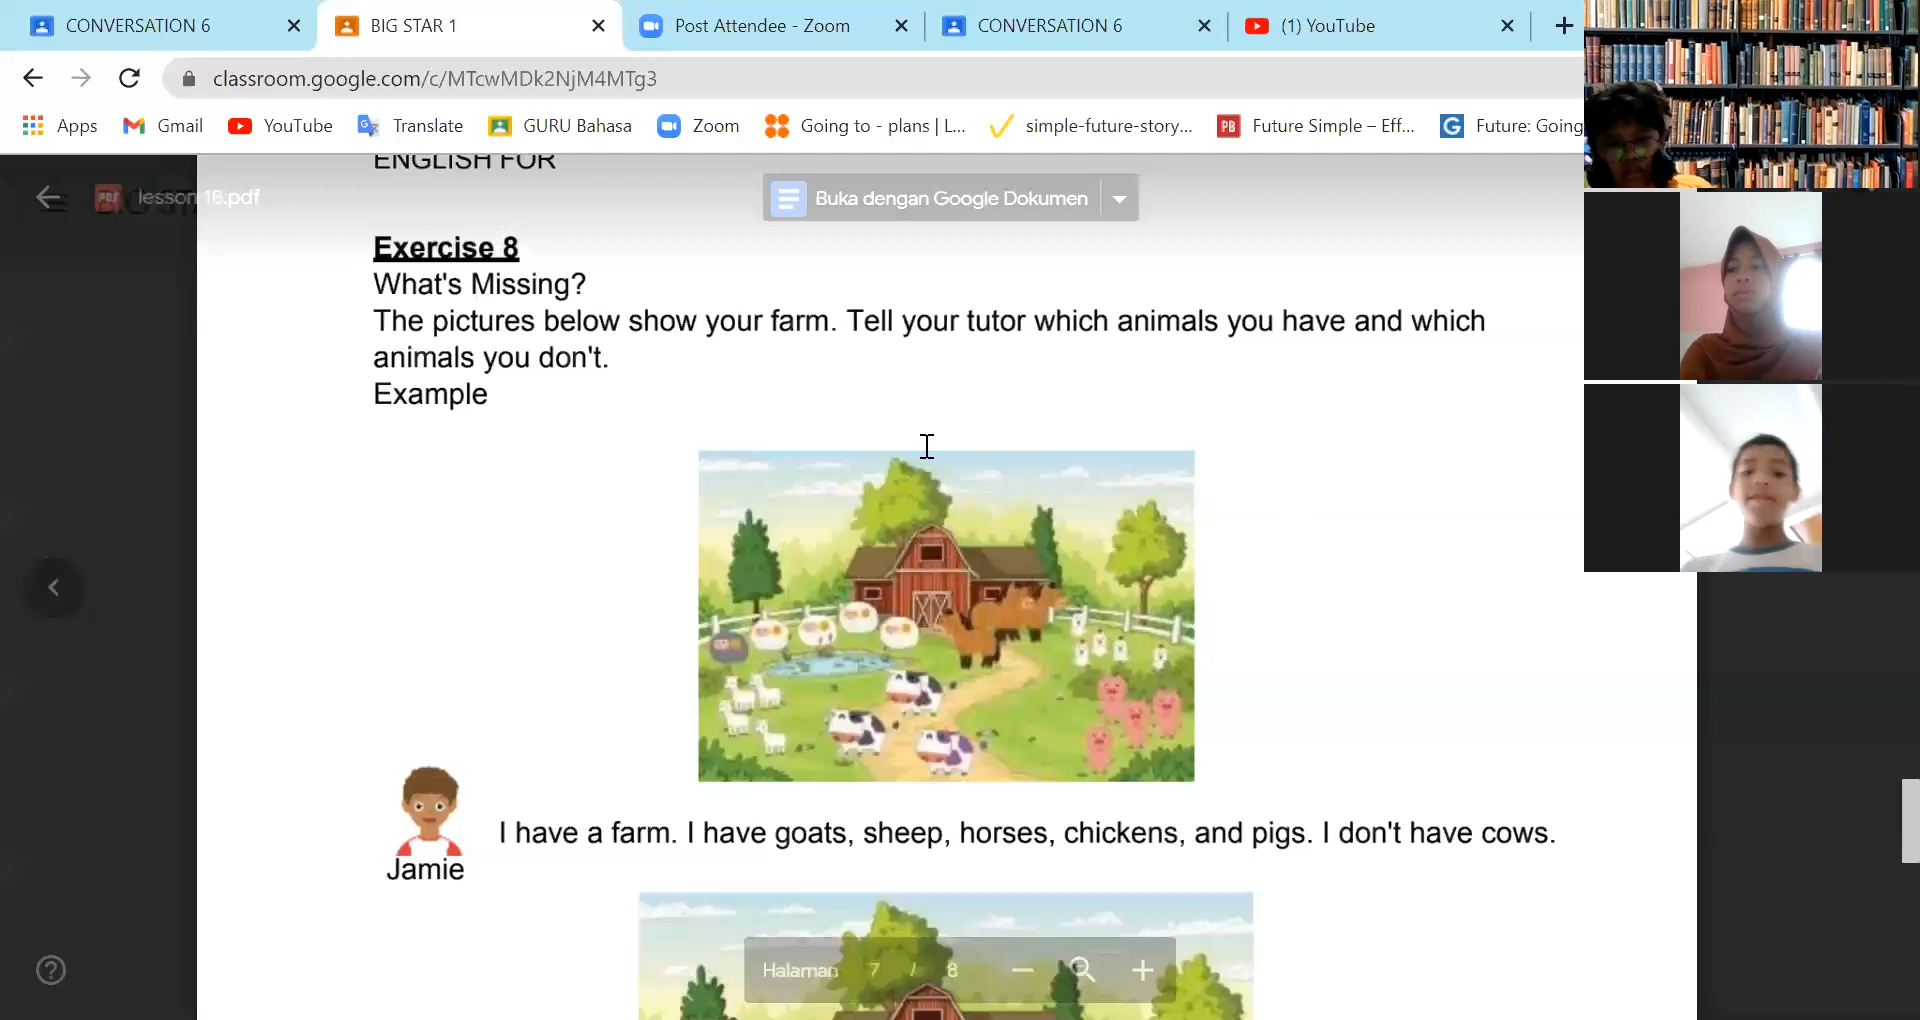 CONVERSATION 6
BIG STAR 1
Post Attendee - Zoom
CONVERSATION 6
(1) YouTube
classroom.google.com/c/MTcwMDk2NjM4MTg3
Apps
Gmail
YouTube
Translate
GURU Bahasa
Zoom
Going to - plans | L...
simple-future-story...
PB
Future Simple – Eff...
Future: Going
ENGLISH FOR
PDF
lesson 18.pdf
Buka dengan Google Dokumen
Exercise 8
What's Missing?
The pictures below show your farm. Tell your tutor which animals you have and which
animals you don't.
Example
I have a farm. I have goats, sheep, horses, chickens, and pigs. I don't have cows.
Jamie
Halaman 7 / 8